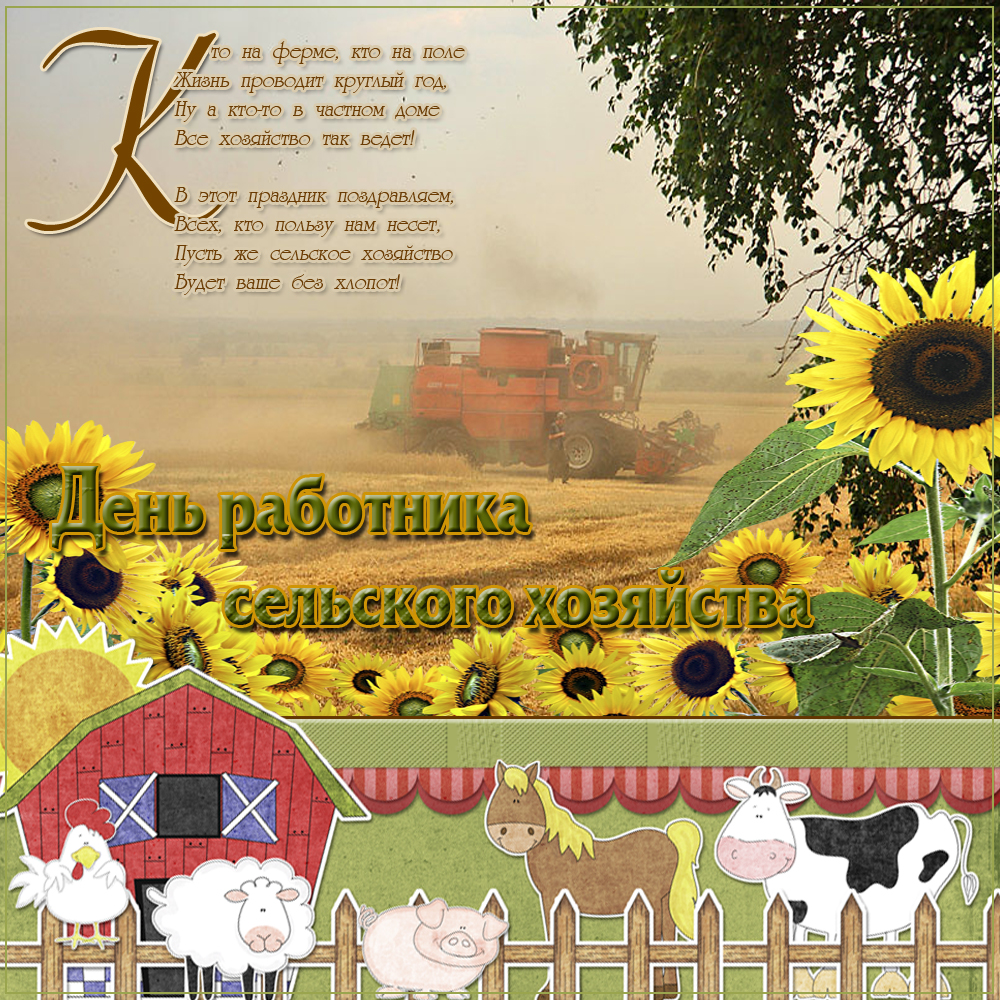 Кто на ферме, кто на поле
Жизнь проводит круглый год,
Ну а кто-то в частном доме
Все хозяйство так ведет!
В этот праздник поздравляем,
Всех, кто пользу нам несет,
Пусть же сельское хозяйство
Будет ваше без хлопот!
День работника
сельского хозяйства